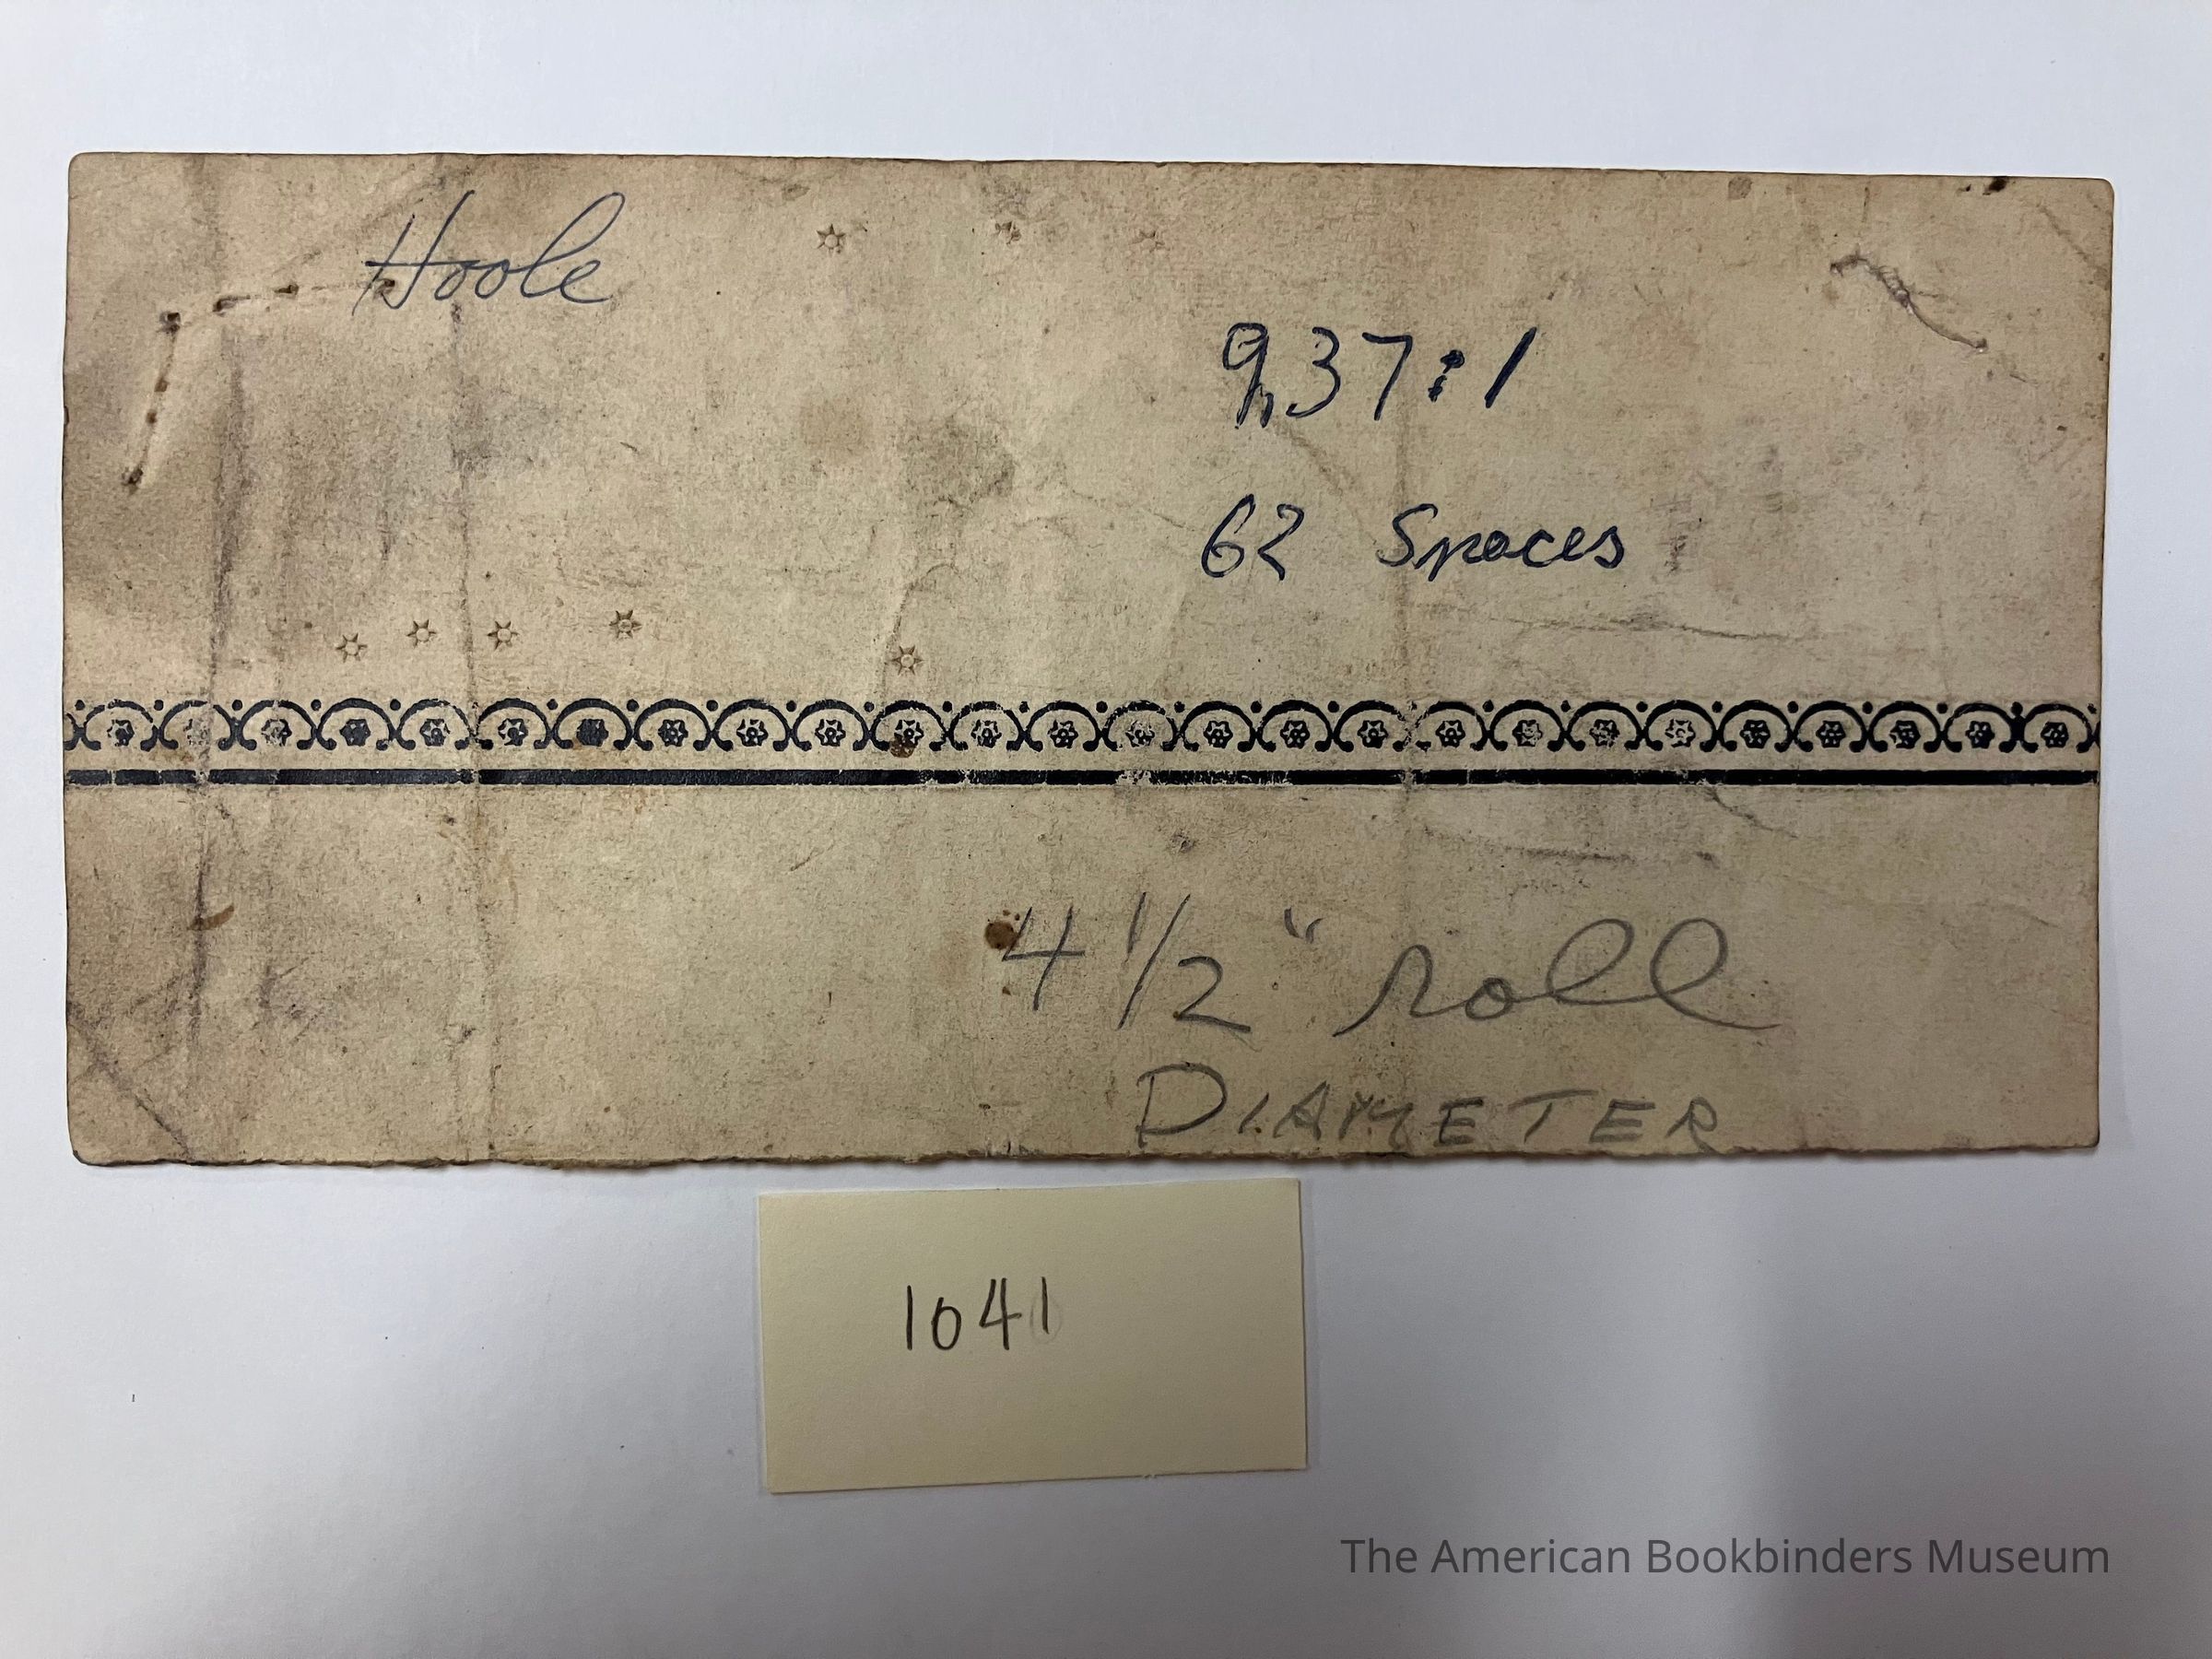 Hoole
9,37:1
62 Spaces
4 1/2" roll
DIAMETER
1041
The American Bookbinders Museum